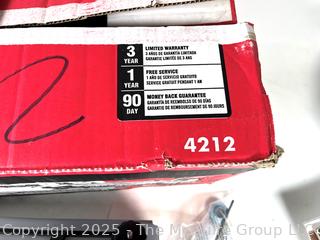 3 YEAR
LIMITED WARRANTY
3 AÑOS DE GARANTÍA LIMITADA
GARANTIE LIMITÉE DE 3 ANS
1 YEAR
FREE SERVICE
1 AÑO DE SERVICIO GRATUITO
SERVICE GRATUIT PENDANT 1 AN
90 DAY
MONEY BACK GUARANTEE
GARANTÍA DE REEMBOLSO DE 90 DÍAS
GARANTIE DE REMBOURSEMENT DE 90 JOURS
2
4212
Copyright 2025 - The McGuire Group LLC